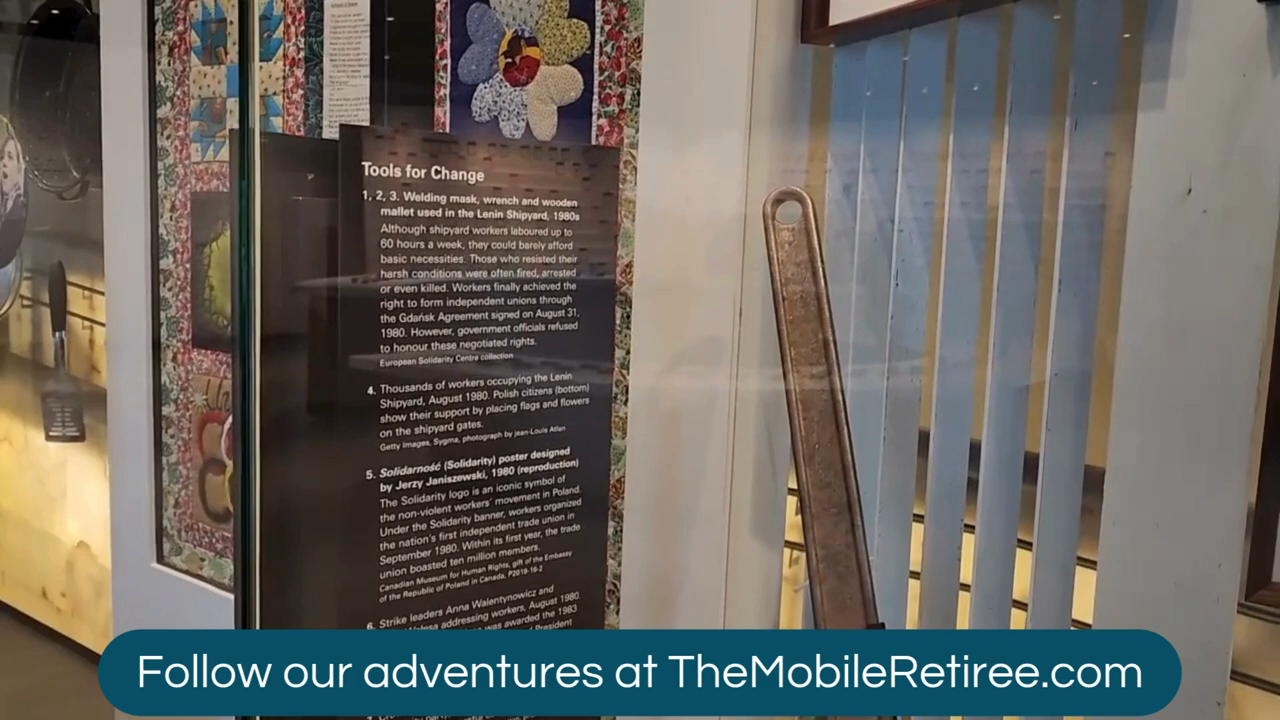 Tools for Change
1, 2, 3. Welding mask, wrench and wooden
mallet used in the Lenin Shipyard, 1980s
Although shipyard workers laboured up to
60 hours a week, they could barely afford
basic necessities. Those who resisted their
harsh conditions were often fired, arrested
or even killed. Workers finally achieved the
right to form independent unions through
the Gdańsk Agreement signed on August 31,
1980. However, government officials refused
to honour these negotiated rights.
European Solidarity Centre collection
4. Thousands of workers occupying the Lenin
Shipyard, August 1980. Polish citizens (bottom)
show their support by placing flags and flowers
on the shipyard gates.
Getty Images, Sygma, photograph by jean-Louis Atlan
5. Solidarność (Solidarity) poster designed
by Jerzy Janiszewski, 1980 (reproduction)
The Solidarity logo is an iconic symbol of
the non-violent workers' movement in Poland.
Under the Solidarity banner, workers organized
the nation's first independent trade union in
September 1980. Within its first year, the trade
union boasted ten million members.
Canadian Museum for Human Rights, gift of the Embassy
of the Republic of Poland in Canada, P2019-16-2
6. Strike leaders Anna Walentynowicz and
addressing workers, August 1980.
was awarded the 1983
President
Follow our adventures at TheMobileRetiree.com